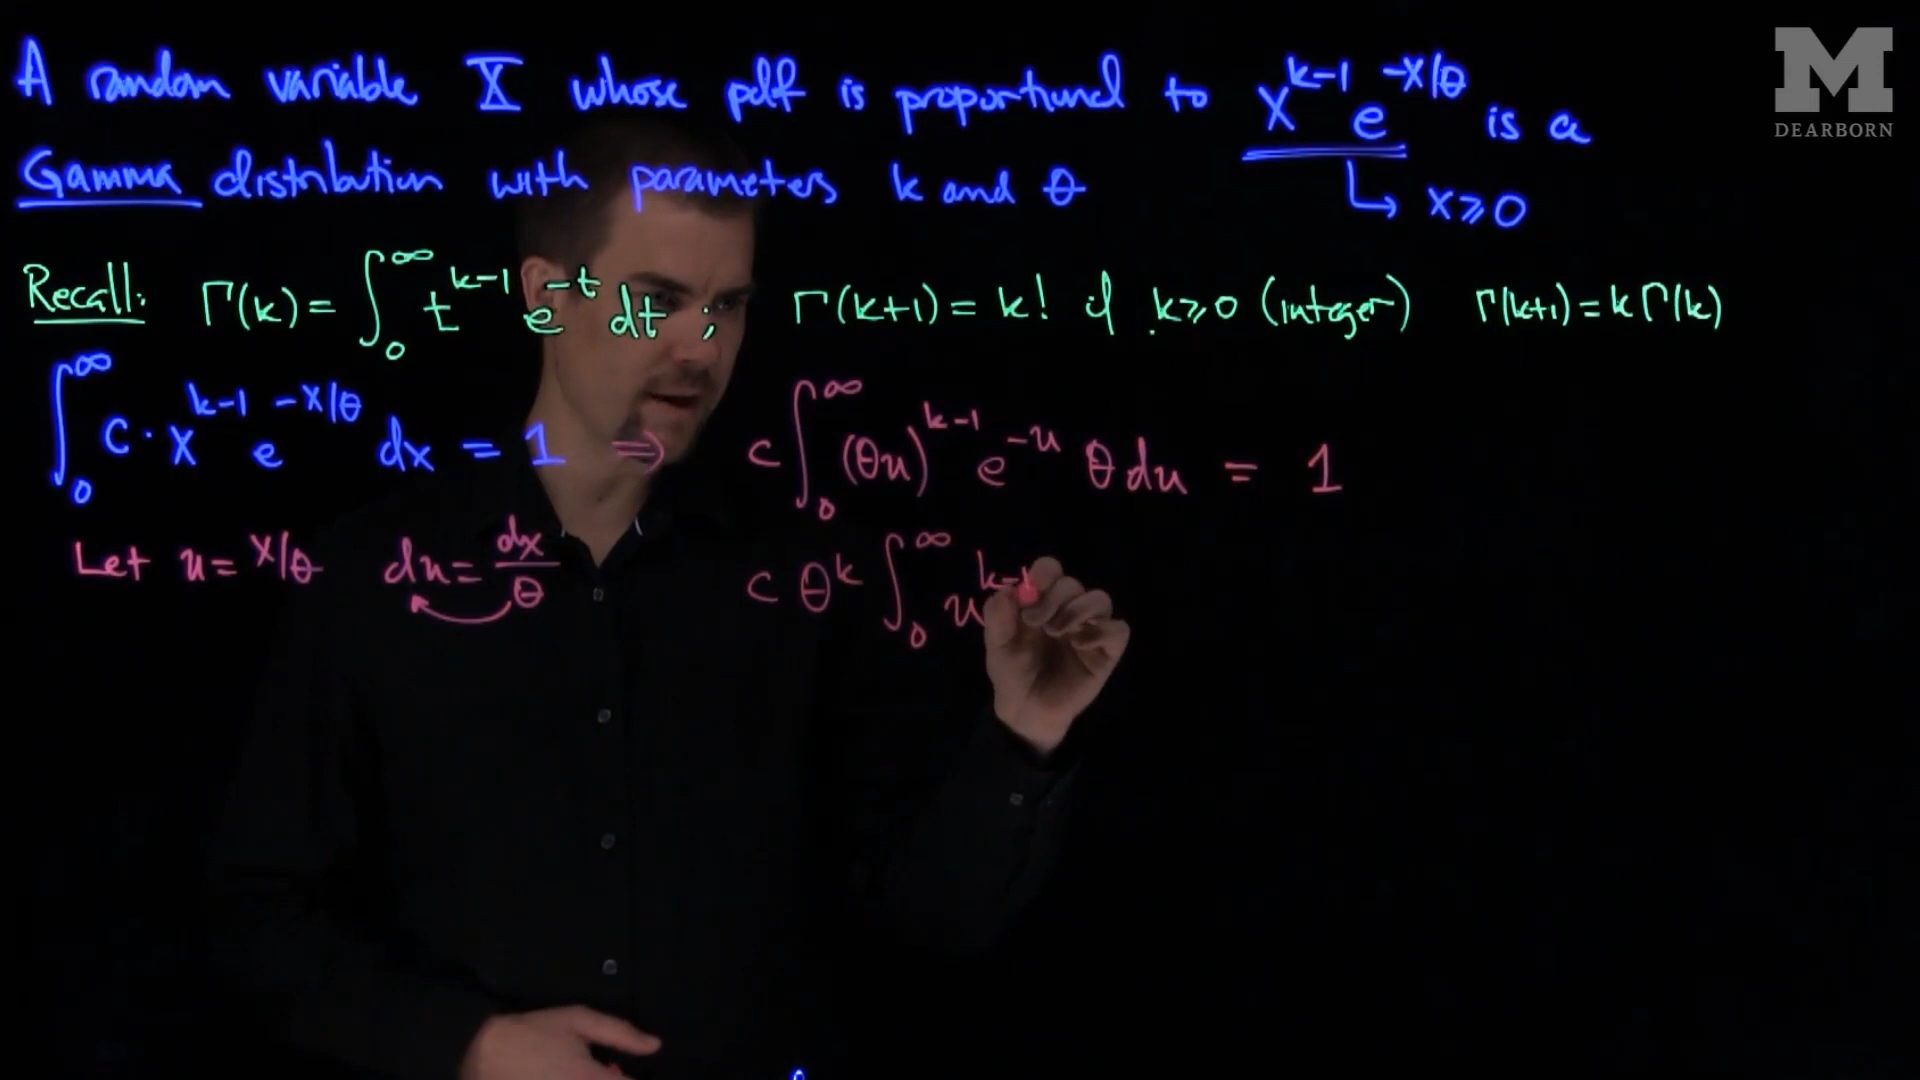 A random variable X whose pdf is proportional to x^{k-1} e^{-x/θ} is a
Gamma distribution with parameters k and θ
↳ x ≥ 0
M
DEARBORN
Recall: Γ(k) = ∫_0^∞ t^{k-1} e^{-t} dt ; Γ(k+1) = k! if k ≥ 0 (integer) Γ(k+1) = k Γ(k)
∫_0^∞ c · x^{k-1} e^{-x/θ} dx = 1 ⇒ c ∫_0^∞ (θu)^{k-1} e^{-u} θ du = 1
Let u = x/θ du = dx/θ c θ^k ∫_0^∞ u^{k-1}